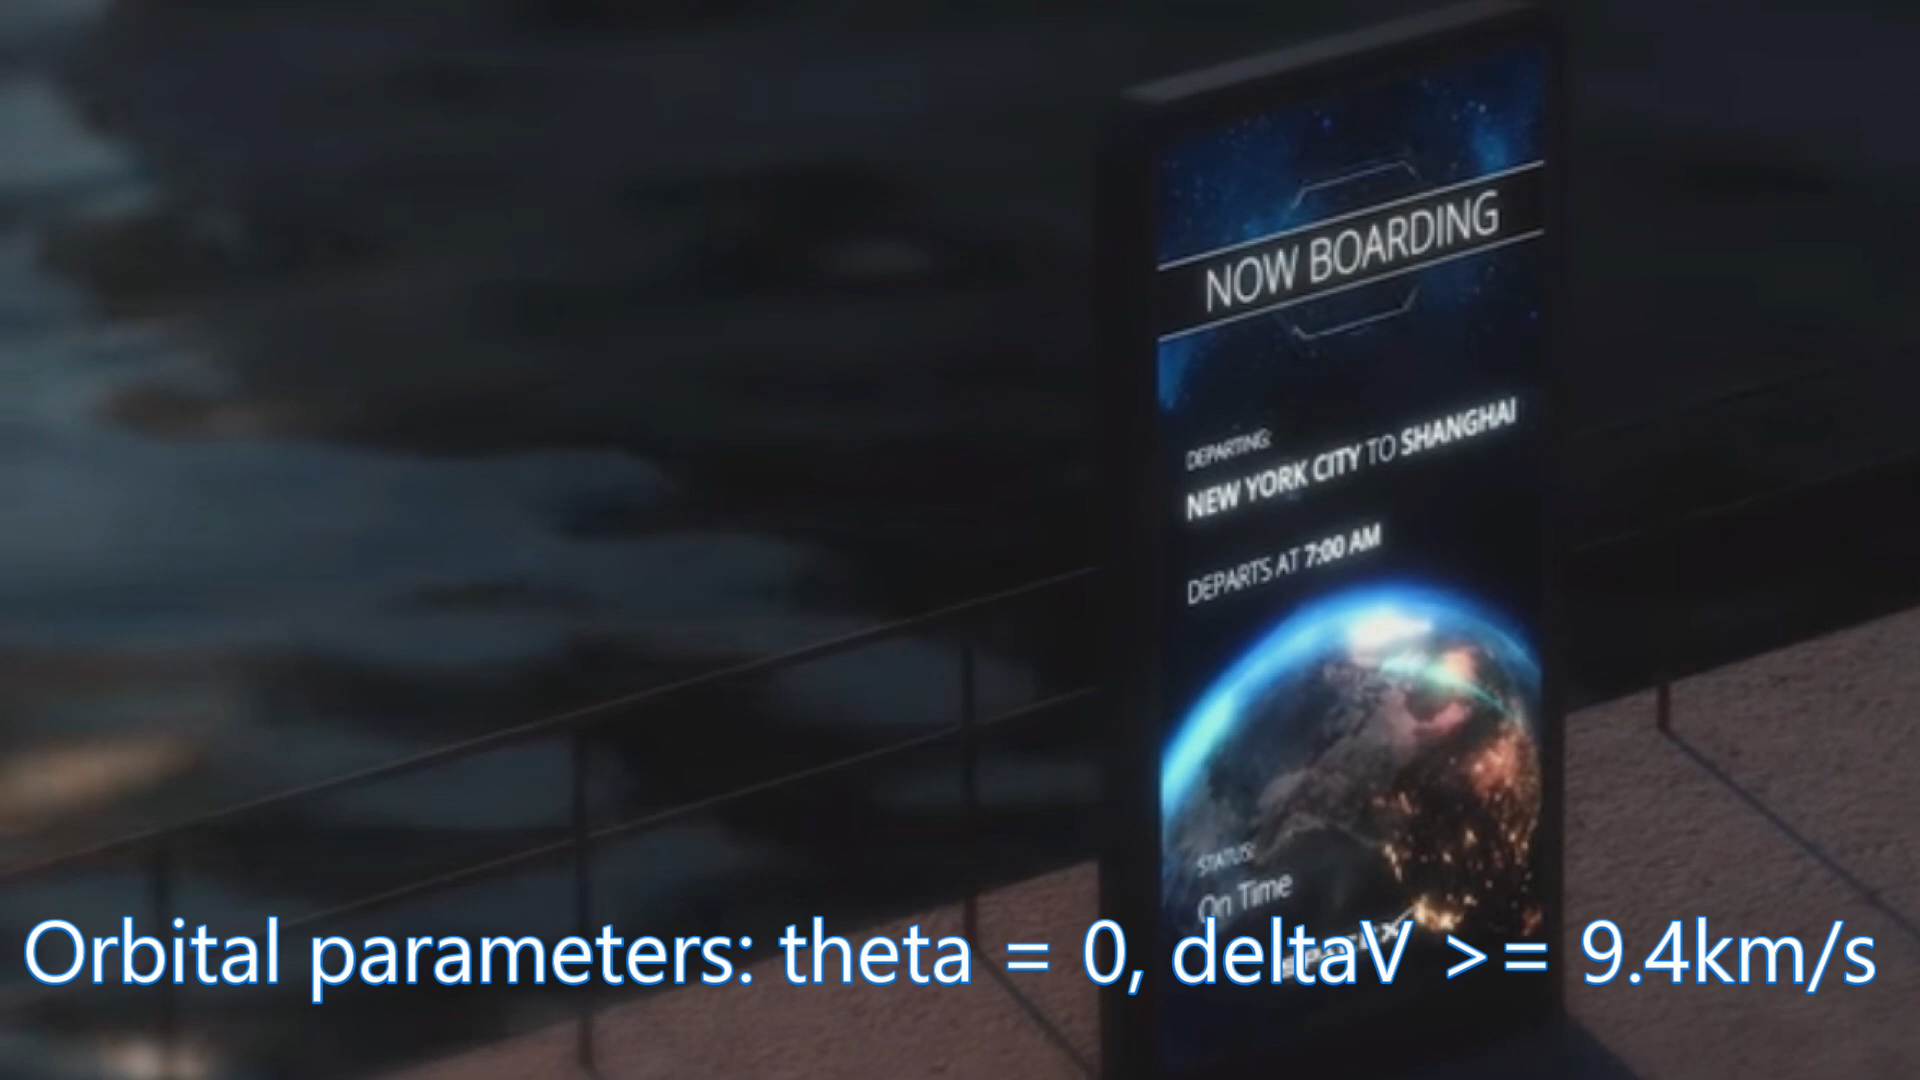 NOW BOARDING
DEPARTING:
NEW YORK CITY TO SHANGHAI
DEPARTS AT 7:00 AM
STATUS:
On Time
Orbital parameters: theta = 0, deltaV >= 9.4km/s